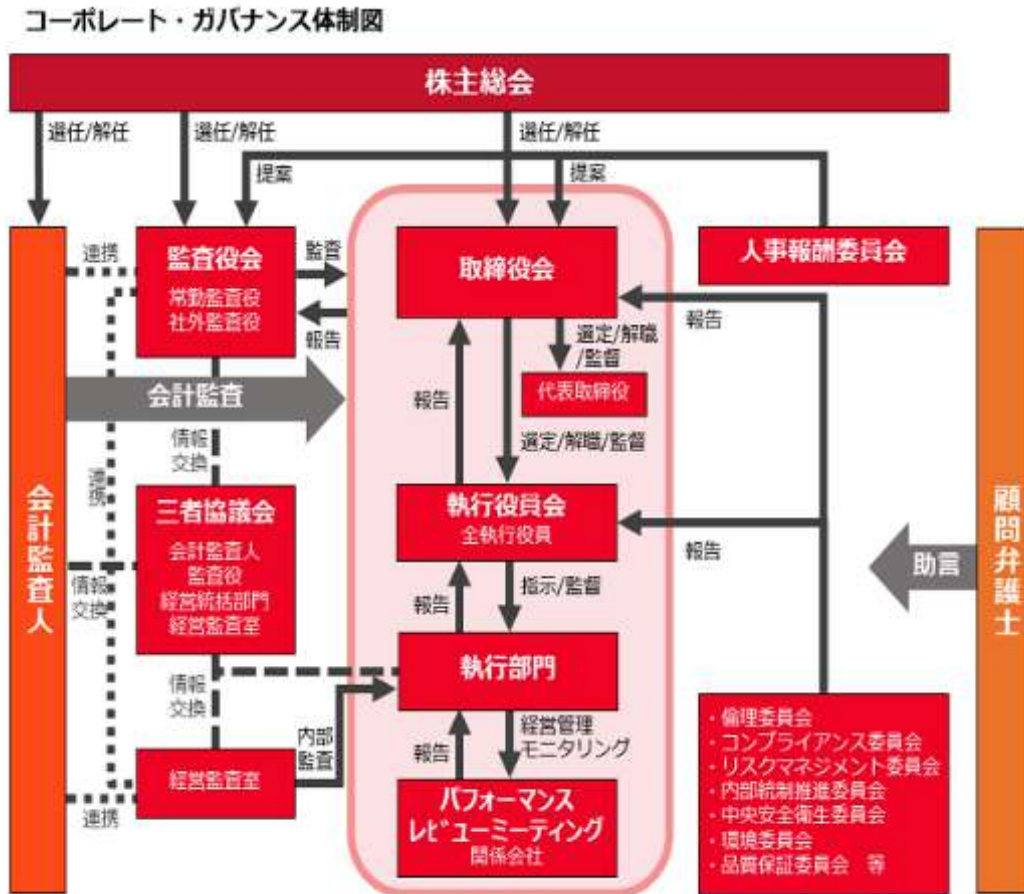 コーポレート・ガバナンス体制図
株主総会
選任/解任
選任/解任
選任/解任
提案
提案
連携
監査役会
常勤監査役
社外監査役
監査
報告
取締役会
人事報酬委員会
報告
選定/解職
/監督
代表取締役
会計監査
報告
選定/解職/監督
情報
交換
連携
会計監査人
三者協議会
会計監査人
監査役
経営統括部門
経営監査室
情報
交換
執行役員会
全執行役員
報告
助言
顧問弁護士
報告
指示/監督
執行部門
情報
交換
内部
監査
報告
経営管理
モニタリング
経営監査室
連携
パフォーマンス
レビューミーティング
関係会社
・倫理委員会
・コンプライアンス委員会
・リスクマネジメント委員会
・内部統制推進委員会
・中央安全衛生委員会
・環境委員会
・品質保証委員会 等